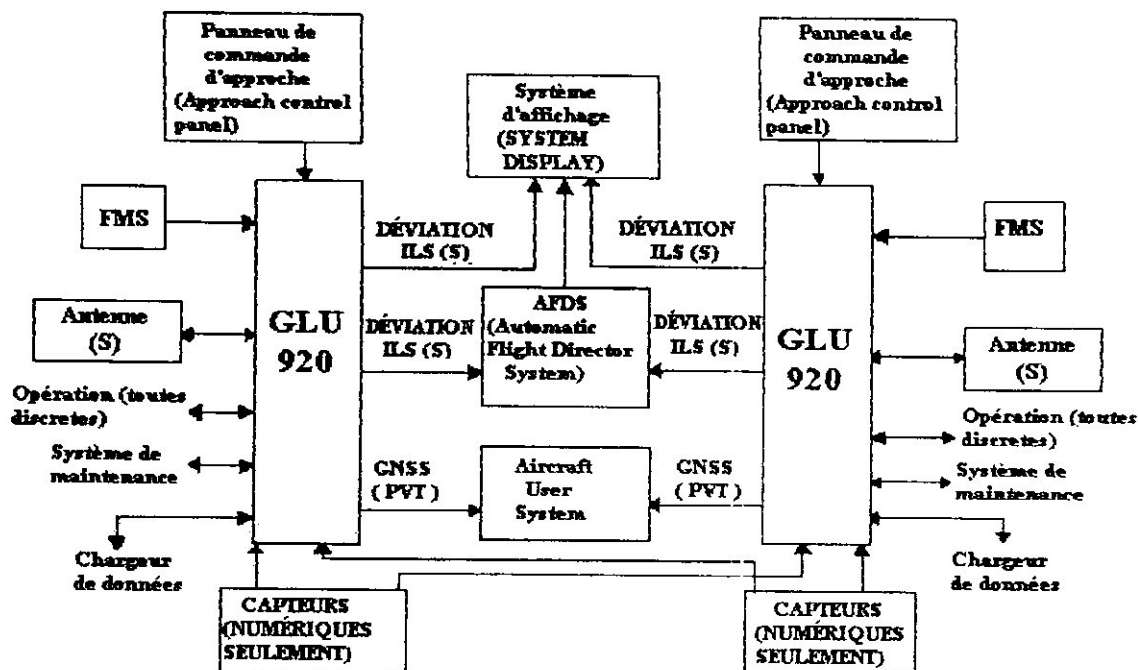 Panneau de
commande
d'approche
(Approach control
panel)
Système
d'affichage
(SYSTEM
DISPLAY)
Panneau de
commande
d'approche
(Approach control
panel)
FMS
DÉVIATION
ILS (S)
DÉVIATION
ILS (S)
FMS
Antenne
(S)
GLU
920
DÉVIATION
ILS (S)
AFDS
(Automatic
Flight Director
System)
DÉVIATION
ILS (S)
GLU
920
Antenne
(S)
Opération (toutes
discretes)
Système de
maintenance
Chargeur
de données
GNSS
( PVT )
Aircraft
User
System
GNSS
( PVT )
Opération (toutes
discretes)
Système de
maintenance
Chargeur
de données
CAPTEURS
(NUMÉRIQUES
SEULEMENT)
CAPTEURS
(NUMÉRIQUES
SEULEMENT)